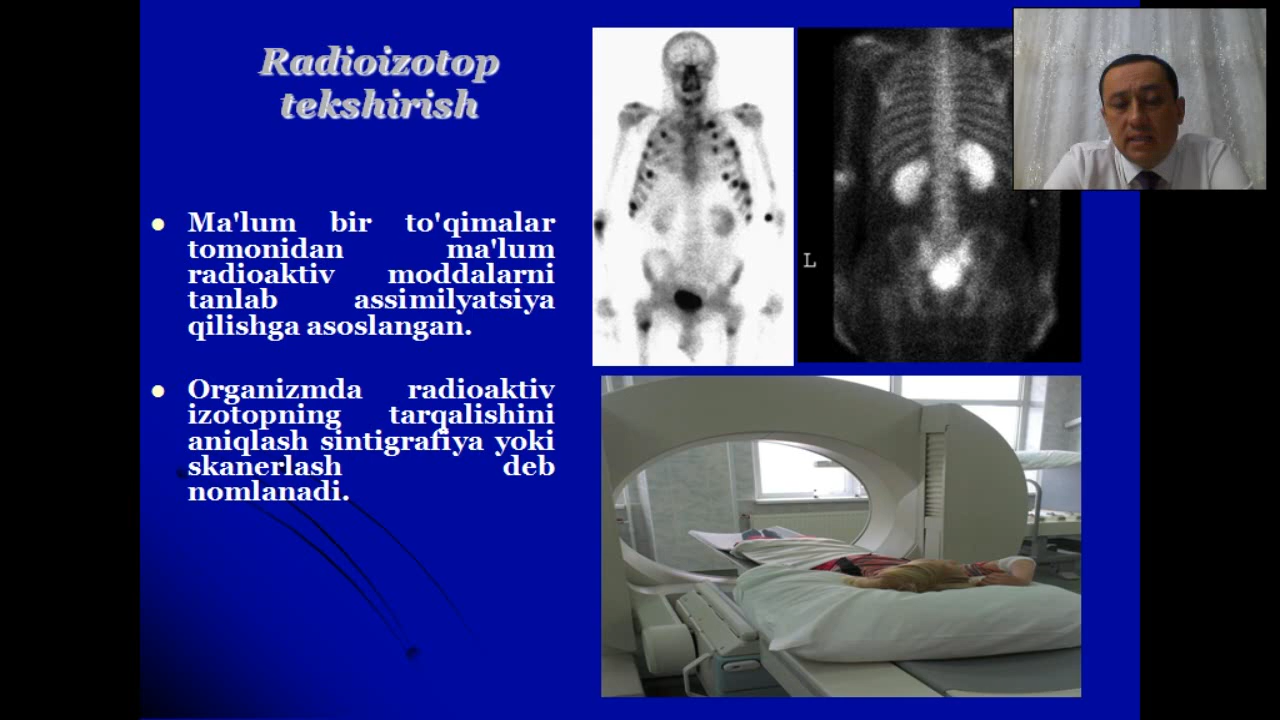 Radioizotop
tekshirish
Ma'lum bir to'qimalar
tomonidan ma'lum
radioaktiv moddalarni
tanlab assimilyatsiya
qilishga asoslangan.
Organizmda radioaktiv
izotopning tarqalishini
aniqlash sintigrafiya yoki
skanerlash deb
nomlanadi.
L